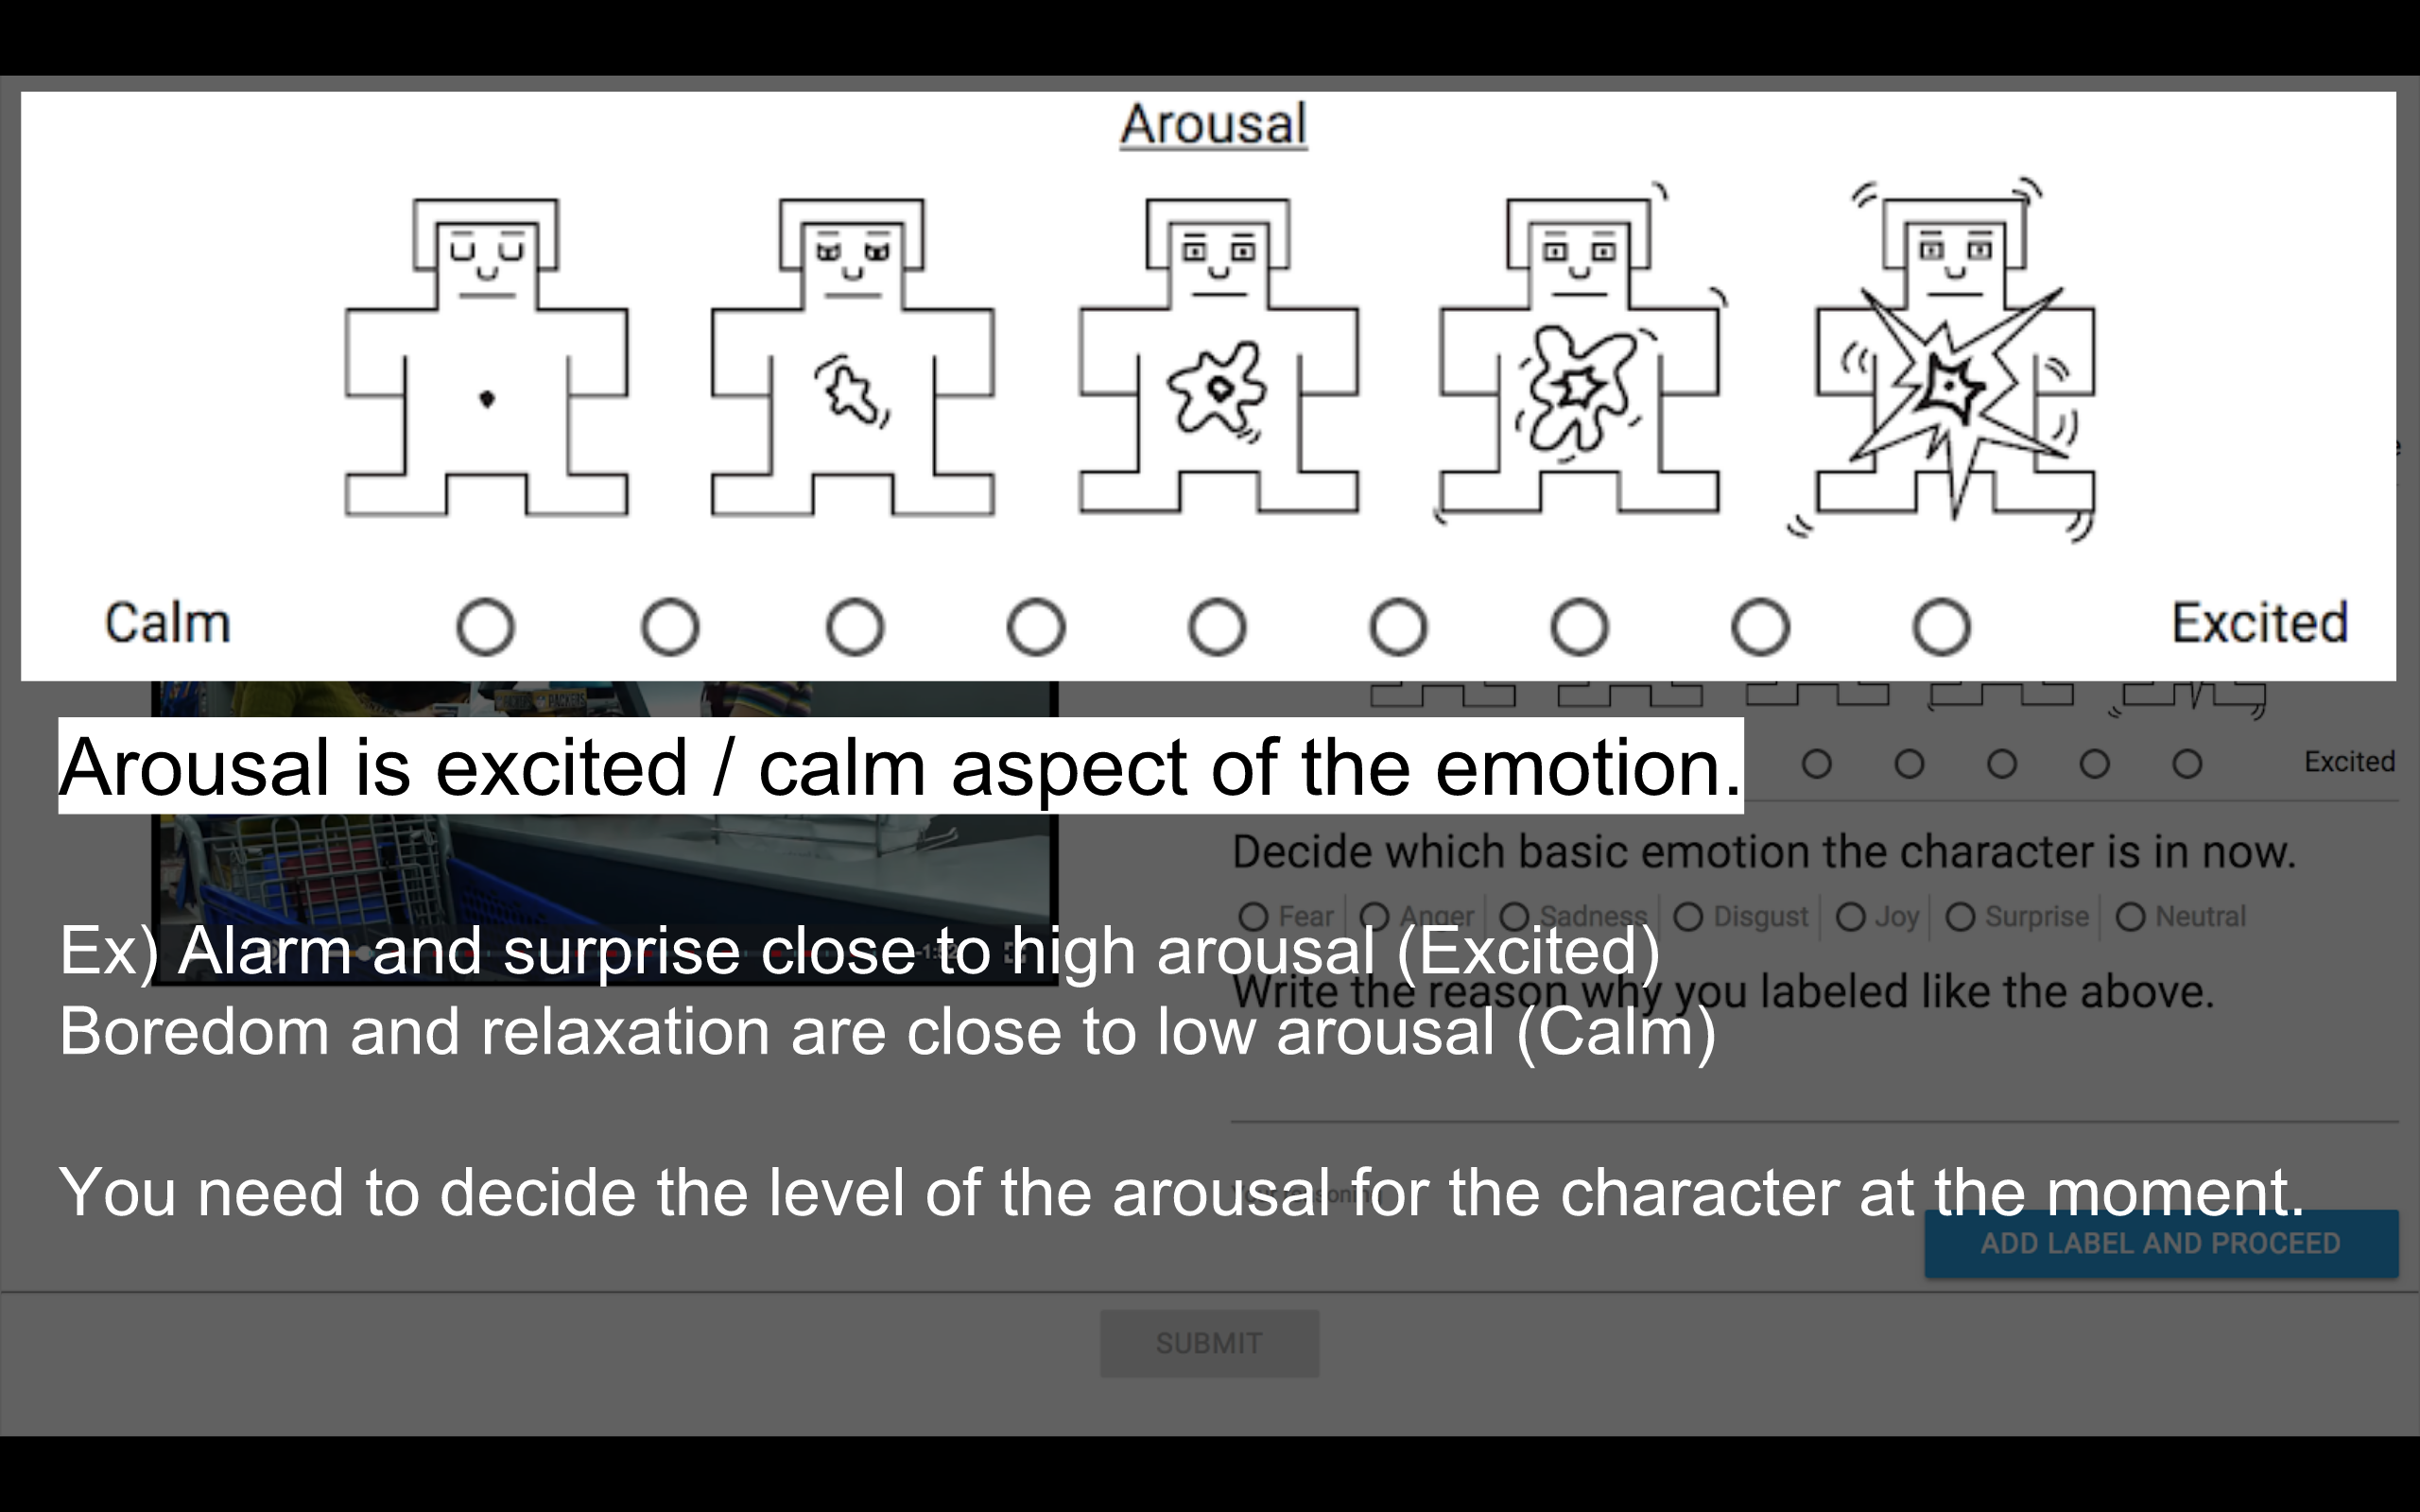 Arousal
Calm
Excited
Arousal is excited / calm aspect of the emotion.
Excited
Decide which basic emotion the character is in now.
Fear Anger Sadness Disgust Joy Surprise Neutral
Ex) Alarm and surprise close to high arousal (Excited)
Write the reason why you labeled like the above.
Boredom and relaxation are close to low arousal (Calm)
You need to decide the level of the arousal for the character at the moment.
ADD LABEL AND PROCEED
SUBMIT